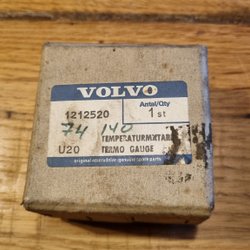 VOLVO
Antal/Qty
1212520
1 st
74 140
TEMPERATURMÄTARE
U20 TERMO GAUGE
original reservdelar/genuine spare parts